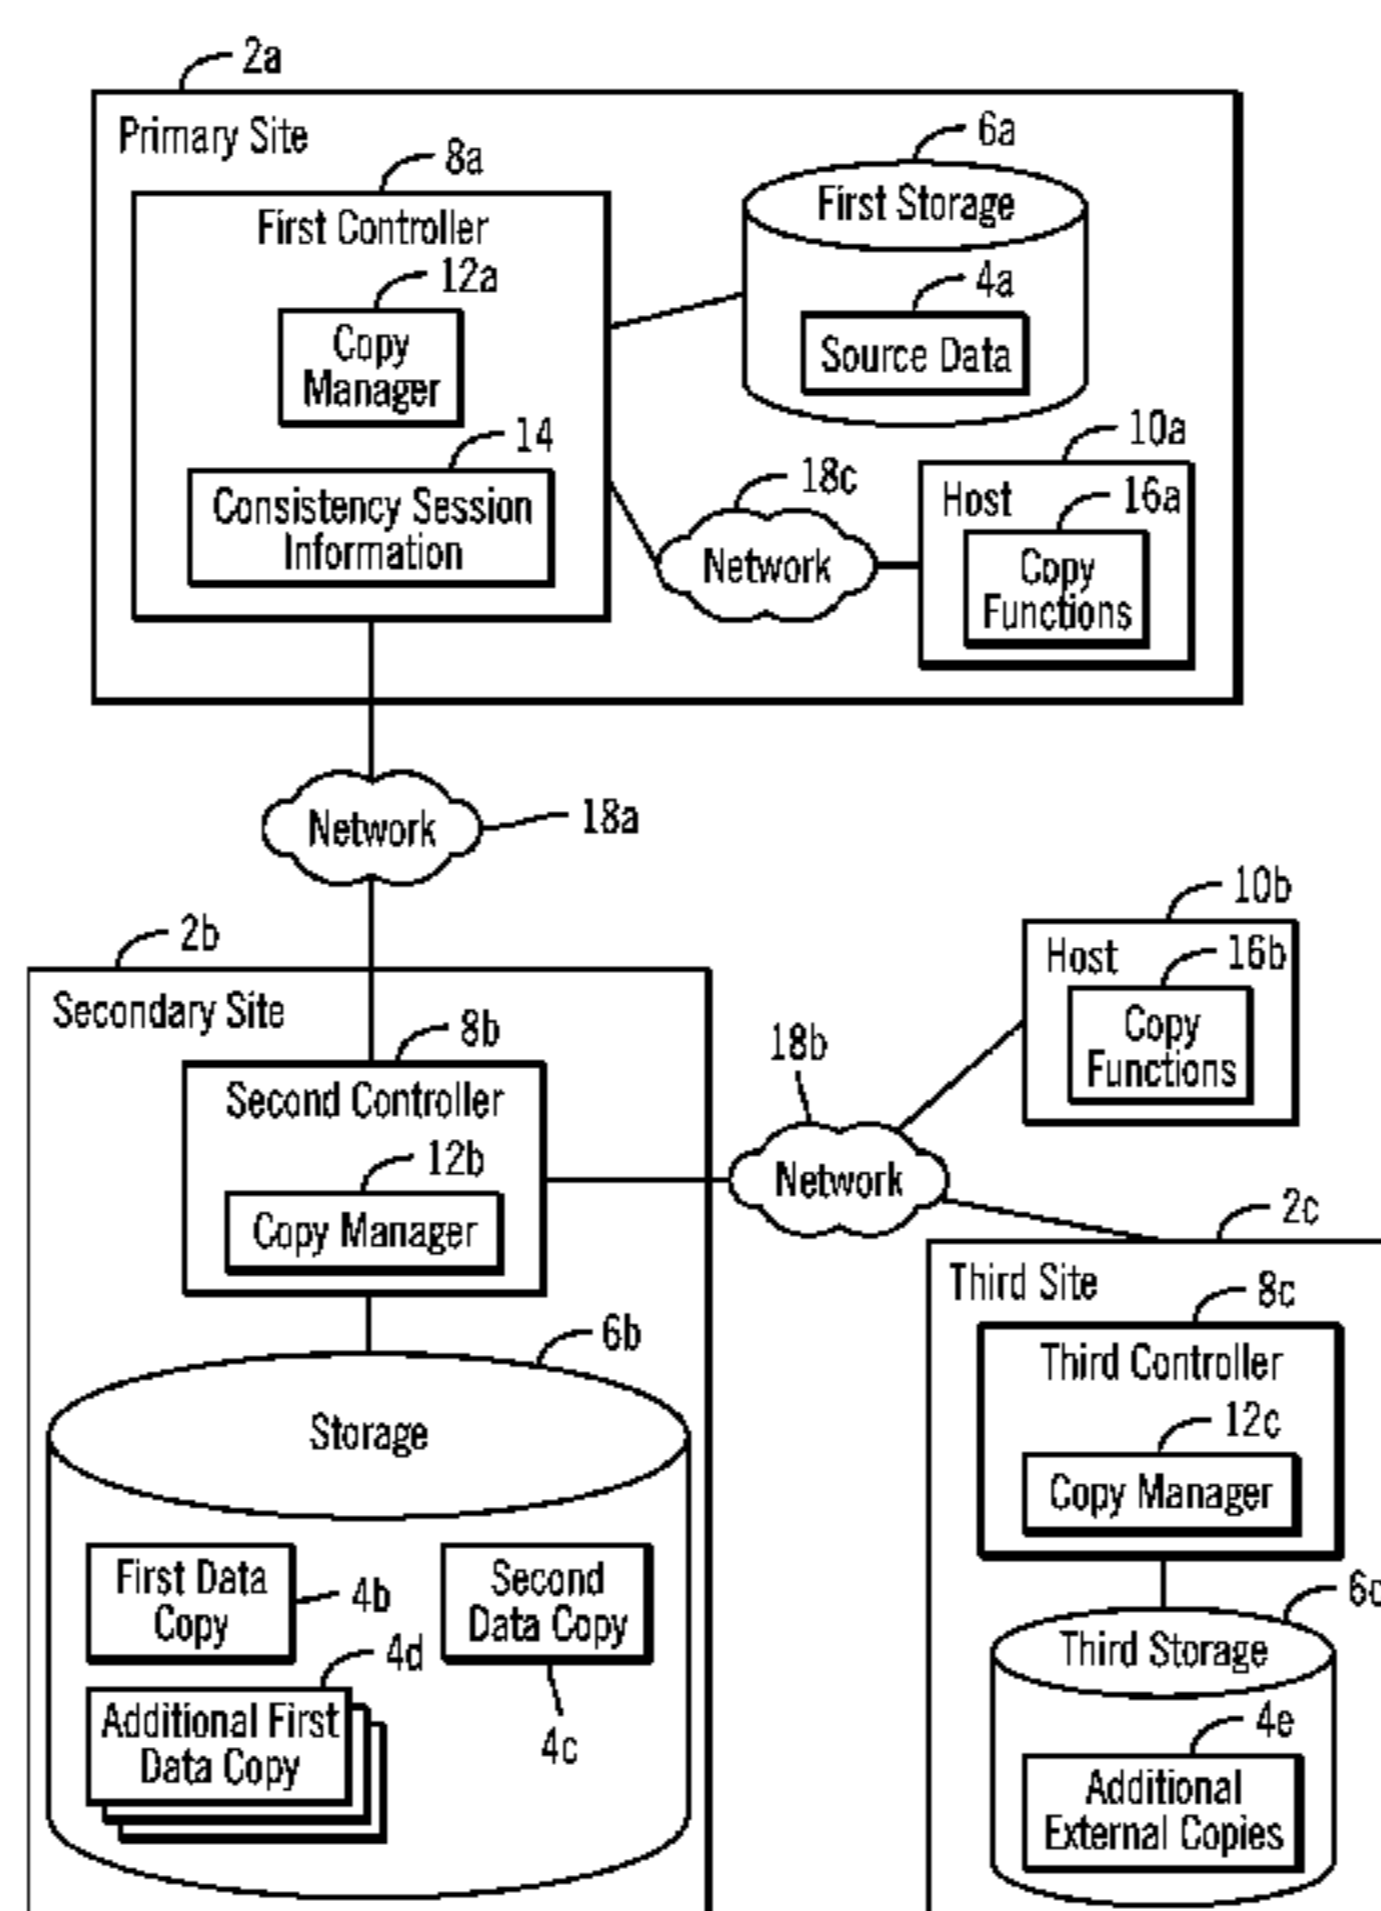 2a
Primary Site
8a
First Controller
12a
Copy
Manager
14
Consistency Session
Information
6a
First Storage
4a
Source Data
18c
Network
10a
Host
16a
Copy
Functions
Network
18a
2b
Secondary Site
8b
Second Controller
12b
Copy Manager
18b
Network
10b
Host
16b
Copy
Functions
6b
Storage
First Data
Copy
4b
Second
Data Copy
4c
4d
Additional First
Data Copy
2c
Third Site
8c
Third Controller
12c
Copy Manager
6c
Third Storage
4e
Additional
External Copies